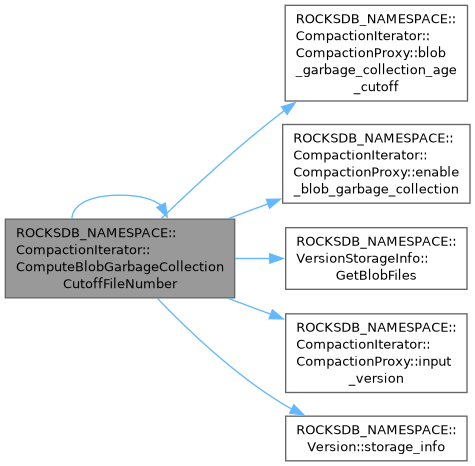 ROCKSDB_NAMESPACE::
CompactionIterator::
CompactionProxy::blob
_garbage_collection_age
_cutoff
ROCKSDB_NAMESPACE::
CompactionIterator::
CompactionProxy::enable
_blob_garbage_collection
ROCKSDB_NAMESPACE::
CompactionIterator::
ComputeBlobGarbageCollection
CutoffFileNumber
ROCKSDB_NAMESPACE::
VersionStorageInfo::
GetBlobFiles
ROCKSDB_NAMESPACE::
CompactionIterator::
CompactionProxy::input
_version
ROCKSDB_NAMESPACE::
Version::storage_info